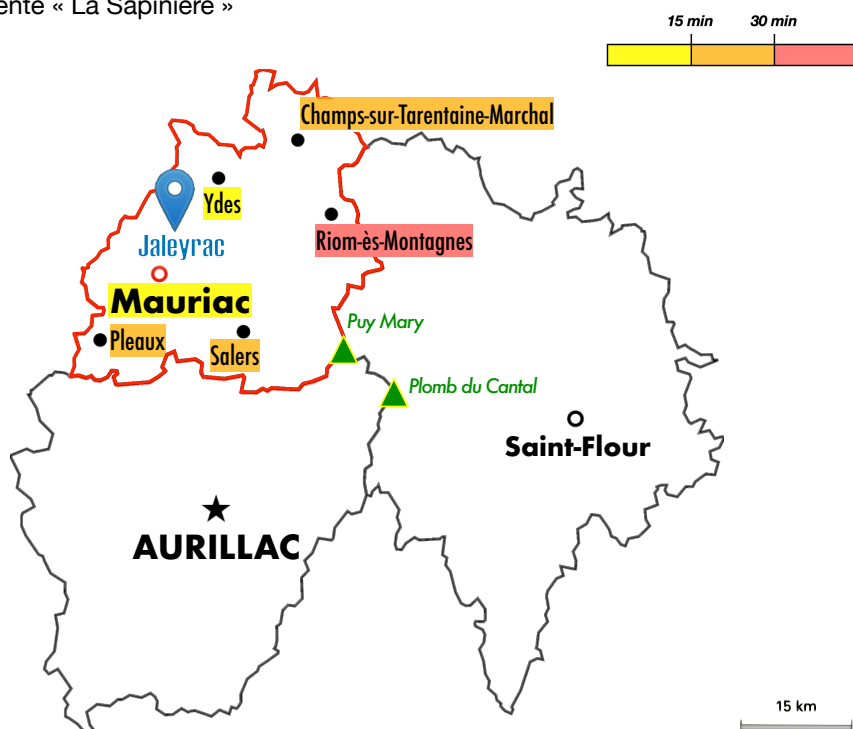 « La Sapinière »
15 min 30 min
Champs-sur-Tarentaine-Marchal
Ydes
Jaleyrac
Riom-ès-Montagnes
Mauriac
Puy Mary
Pleaux
Salers
Plomb du Cantal
Saint-Flour
AURILLAC
15 km